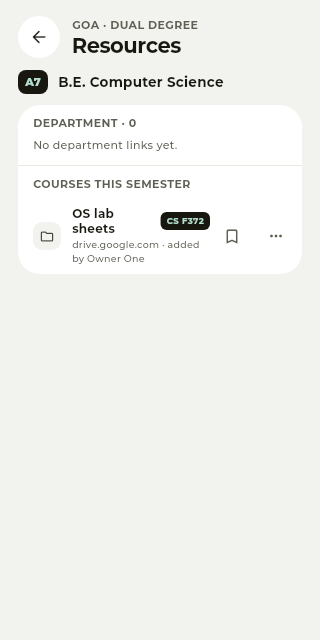 GOA · DUAL DEGREE
Resources
A7 B.E. Computer Science
DEPARTMENT · 0
No department links yet.
COURSES THIS SEMESTER
OS lab
sheets
CS F372
drive.google.com · added
by Owner One